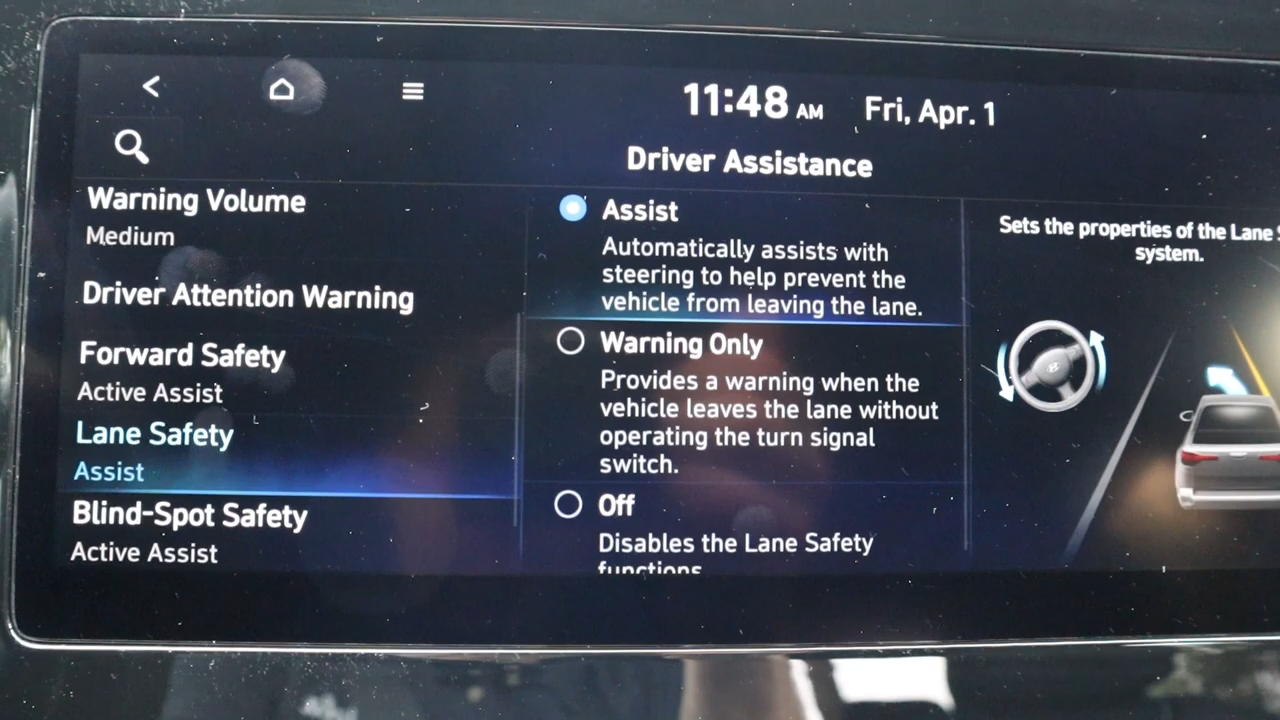 11:48 AM Fri, Apr. 1
Driver Assistance
Warning Volume
Medium
Driver Attention Warning
Forward Safety
Active Assist
Lane Safety
Assist
Blind-Spot Safety
Active Assist
Assist
Automatically assists with
steering to help prevent the
vehicle from leaving the lane.
Warning Only
Provides a warning when the
vehicle leaves the lane without
operating the turn signal
switch.
Off
Disables the Lane Safety
functions.
Sets the properties of the Lane
system.